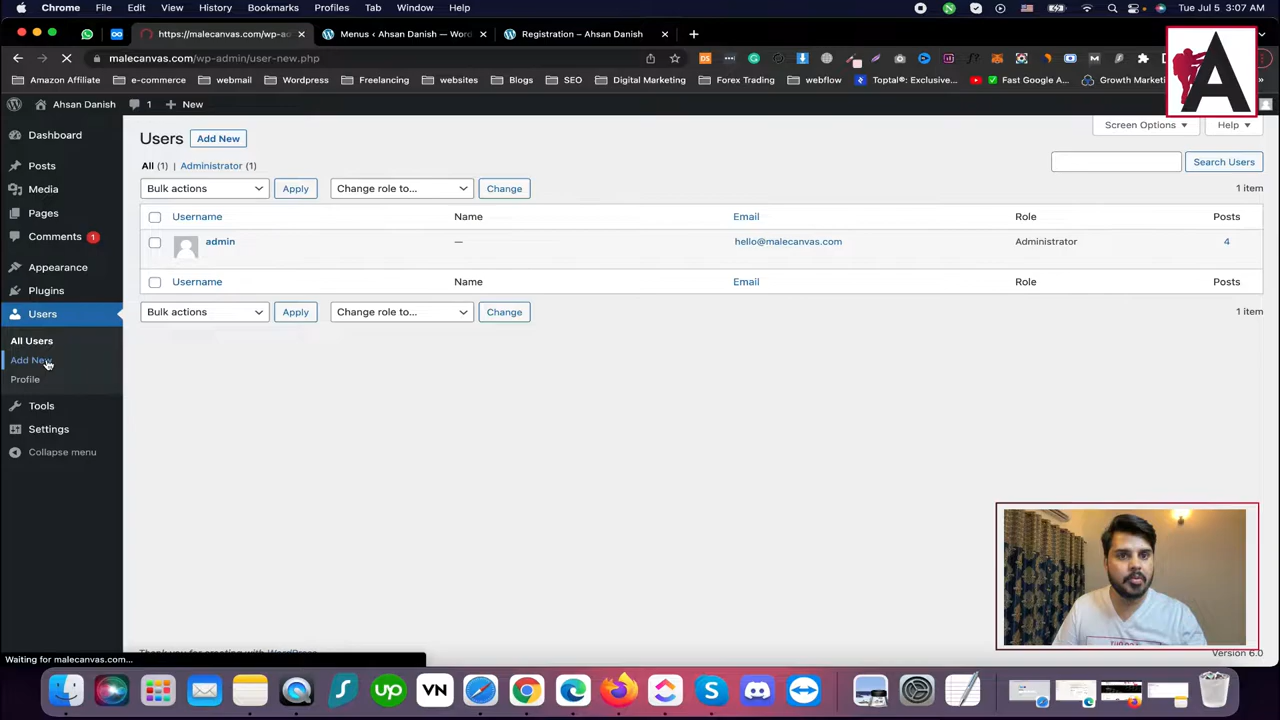 Chrome File Edit View History Bookmarks Profiles Tab Window Help Tue Jul 5 3:07 AM
https://malecanvas.com/wp-ad Menus ‹ Ahsan Danish — Word Registration – Ahsan Danish
malecanvas.com/wp-admin/user-new.php
Amazon Affiliate e-commerce webmail Wordpress Freelancing websites Blogs SEO Digital Marketing Forex Trading webflow Toptal®: Exclusive... Fast Google A... Growth Market
Ahsan Danish 1 New
Dashboard
Posts
Media
Pages
Comments 1
Appearance
Plugins
Users
All Users
Add New
Profile
Tools
Settings
Collapse menu
Screen Options Help
Users Add New
All (1) | Administrator (1)
Search Users
Bulk actions Apply Change role to... Change 1 item
Username Name Email Role Posts
admin — hello@malecanvas.com Administrator 4
Username Name Email Role Posts
Bulk actions Apply Change role to... Change 1 item
Version 6.0
Waiting for malecanvas.com...
A